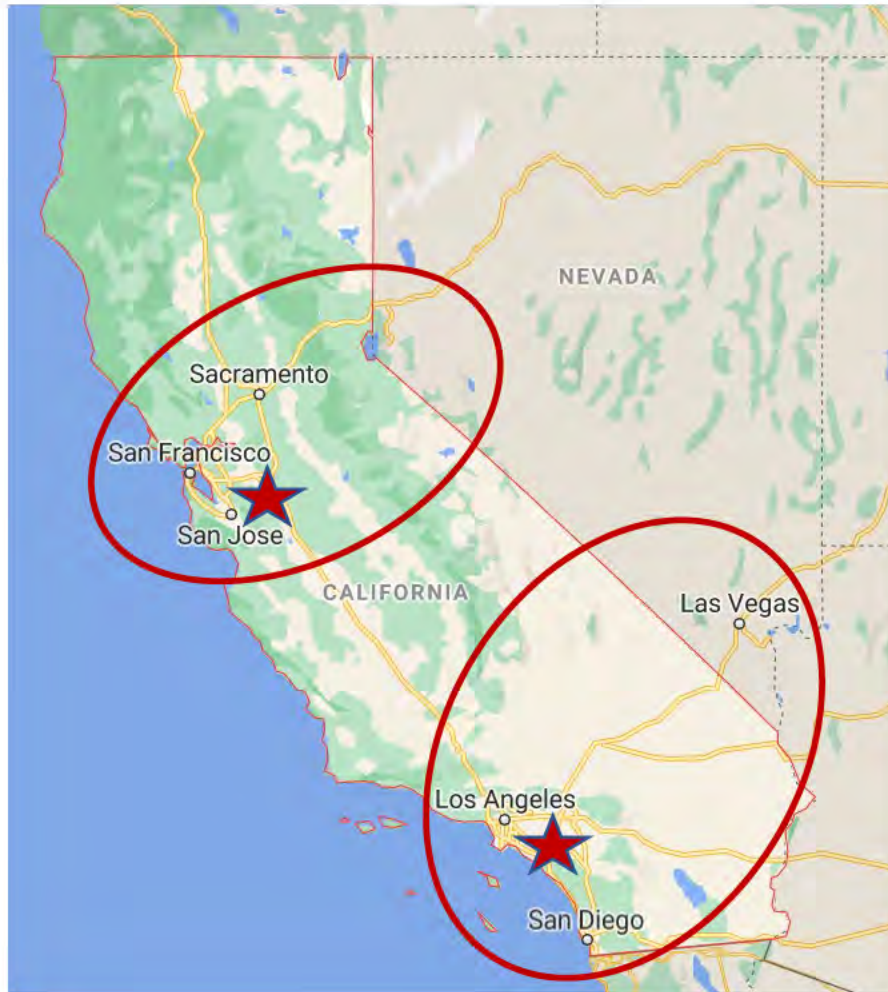 NEVADA
Sacramento
San Francisco
San Jose
CALIFORNIA
Las Vegas
Los Angeles
San Diego